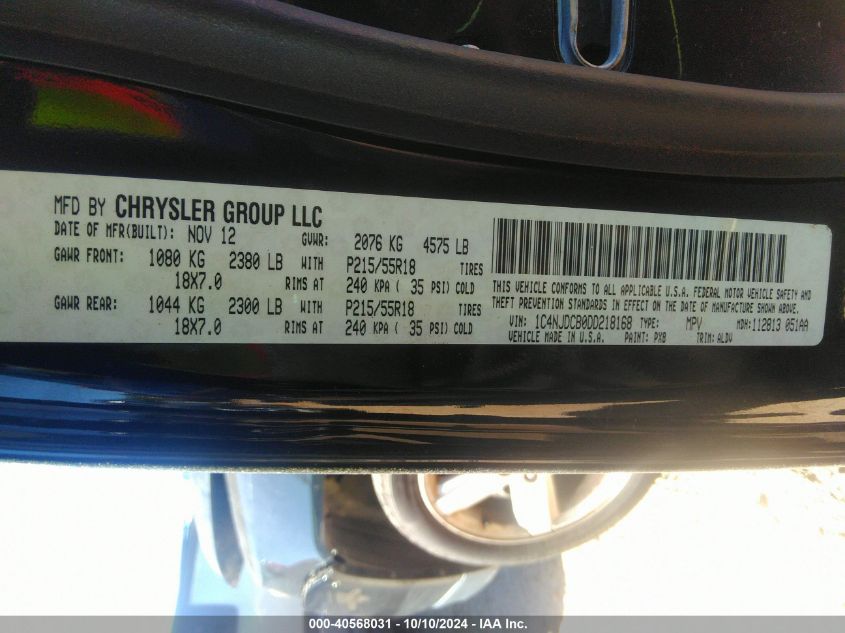 MFD BY CHRYSLER GROUP LLC
DATE OF MFR(BUILT): NOV 12 GVWR: 2076 KG 4575 LB
GAWR FRONT: 1080 KG 2380 LB WITH P215/55R18 TIRES
18X7.0 RIMS AT 240 KPA ( 35 PSI) COLD
GAWR REAR: 1044 KG 2300 LB WITH P215/55R18 TIRES
18X7.0 RIMS AT 240 KPA ( 35 PSI) COLD
THIS VEHICLE CONFORMS TO ALL APPLICABLE U.S.A. FEDERAL MOTOR VEHICLE SAFETY AND
THEFT PREVENTION STANDARDS IN EFFECT ON THE DATE OF MANUFACTURE SHOWN ABOVE.
VIN: 1C4NJDCB0DD218168 TYPE: MPV MDH: 112813 051AA
VEHICLE MADE IN U.S.A. PAINT: PX8 TRIM: ALDV
000-40568031 - 10/10/2024 - IAA Inc.